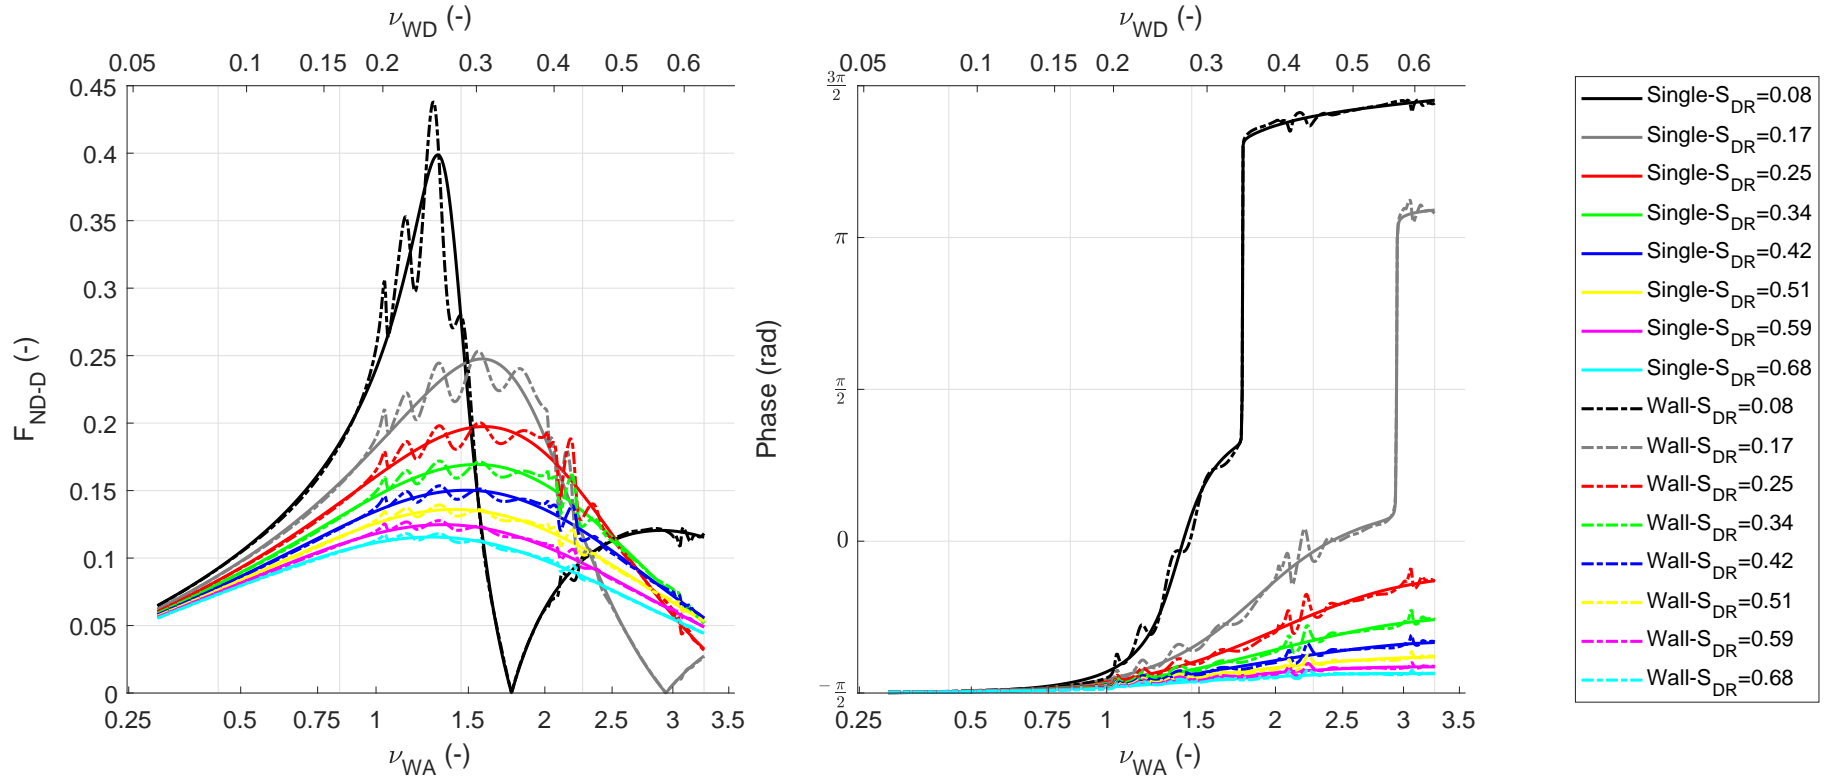 ν_WD (-)
0.05 0.1 0.15 0.2 0.3 0.4 0.5 0.6
0.45
0.4
0.35
0.3
0.25
0.2
0.15
0.1
0.05
0
F_ND-D (-)
0.25 0.5 0.75 1 1.5 2 2.5 3 3.5
ν_WA (-)
ν_WD (-)
0.05 0.1 0.15 0.2 0.3 0.4 0.5 0.6
3π/2
π
π/2
0
−π/2
Phase (rad)
0.25 0.5 0.75 1 1.5 2 2.5 3 3.5
ν_WA (-)
Single-S_DR=0.08
Single-S_DR=0.17
Single-S_DR=0.25
Single-S_DR=0.34
Single-S_DR=0.42
Single-S_DR=0.51
Single-S_DR=0.59
Single-S_DR=0.68
Wall-S_DR=0.08
Wall-S_DR=0.17
Wall-S_DR=0.25
Wall-S_DR=0.34
Wall-S_DR=0.42
Wall-S_DR=0.51
Wall-S_DR=0.59
Wall-S_DR=0.68